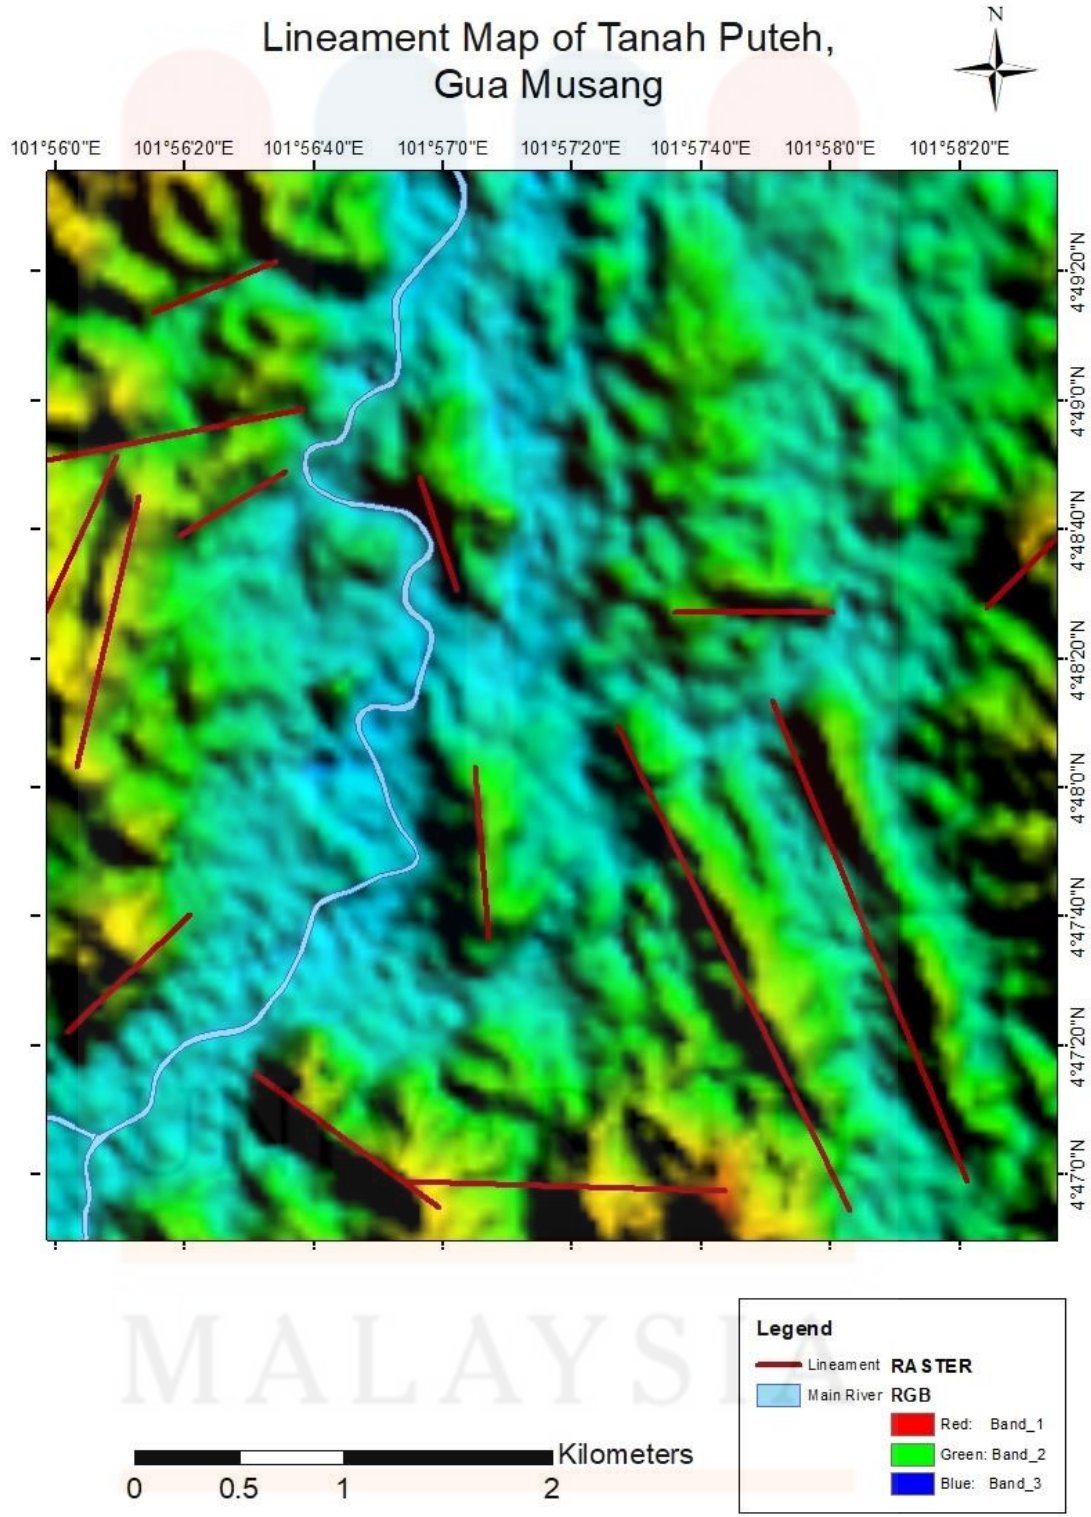 Lineament Map of Tanah Puteh,
Gua Musang
N
101°56'0"E 101°56'20"E 101°56'40"E 101°57'0"E 101°57'20"E 101°57'40"E 101°58'0"E 101°58'20"E
4°49'20"N
4°49'0"N
4°48'40"N
4°48'20"N
4°48'0"N
4°47'40"N
4°47'20"N
4°47'0"N
MALAYSIA
Legend
Lineament RASTER
Main River RGB
Red: Band_1
Green: Band_2
Blue: Band_3
Kilometers
0 0.5 1 2